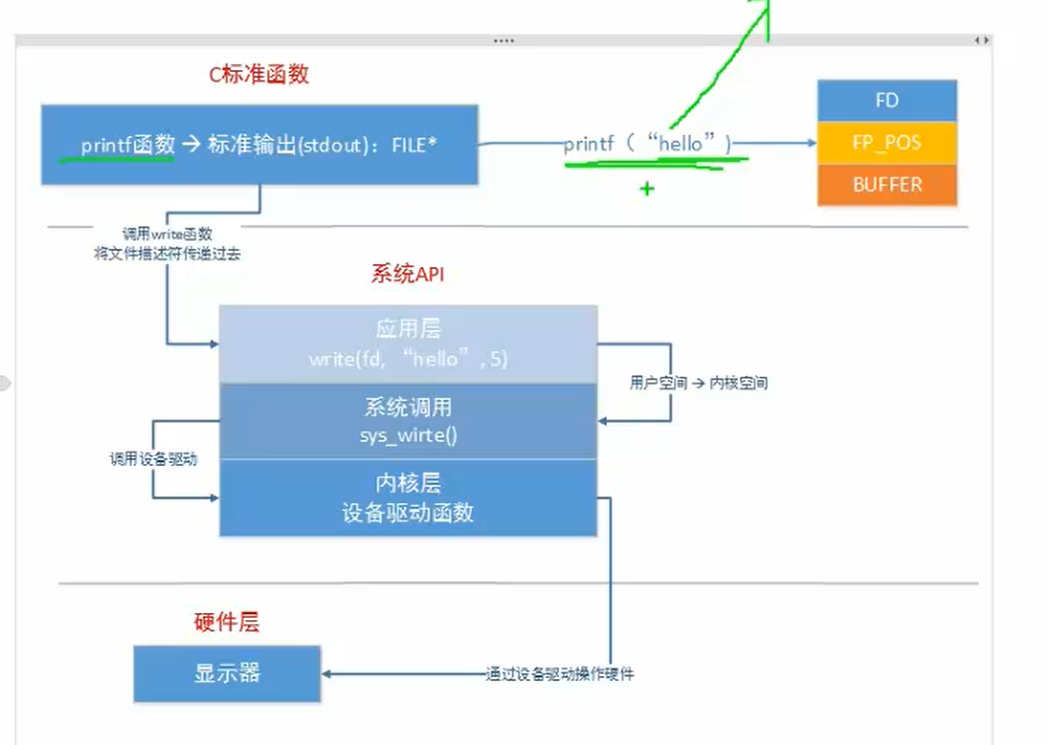 C标准函数
printf函数 → 标准输出(stdout)：FILE*
printf（“hello”）
FD
FP_POS
BUFFER
调用write函数
将文件描述符传递过去
系统API
应用层
write(fd, “hello”, 5)
用户空间 → 内核空间
系统调用
sys_wirte()
调用设备驱动
内核层
设备驱动函数
硬件层
显示器
通过设备驱动操作硬件